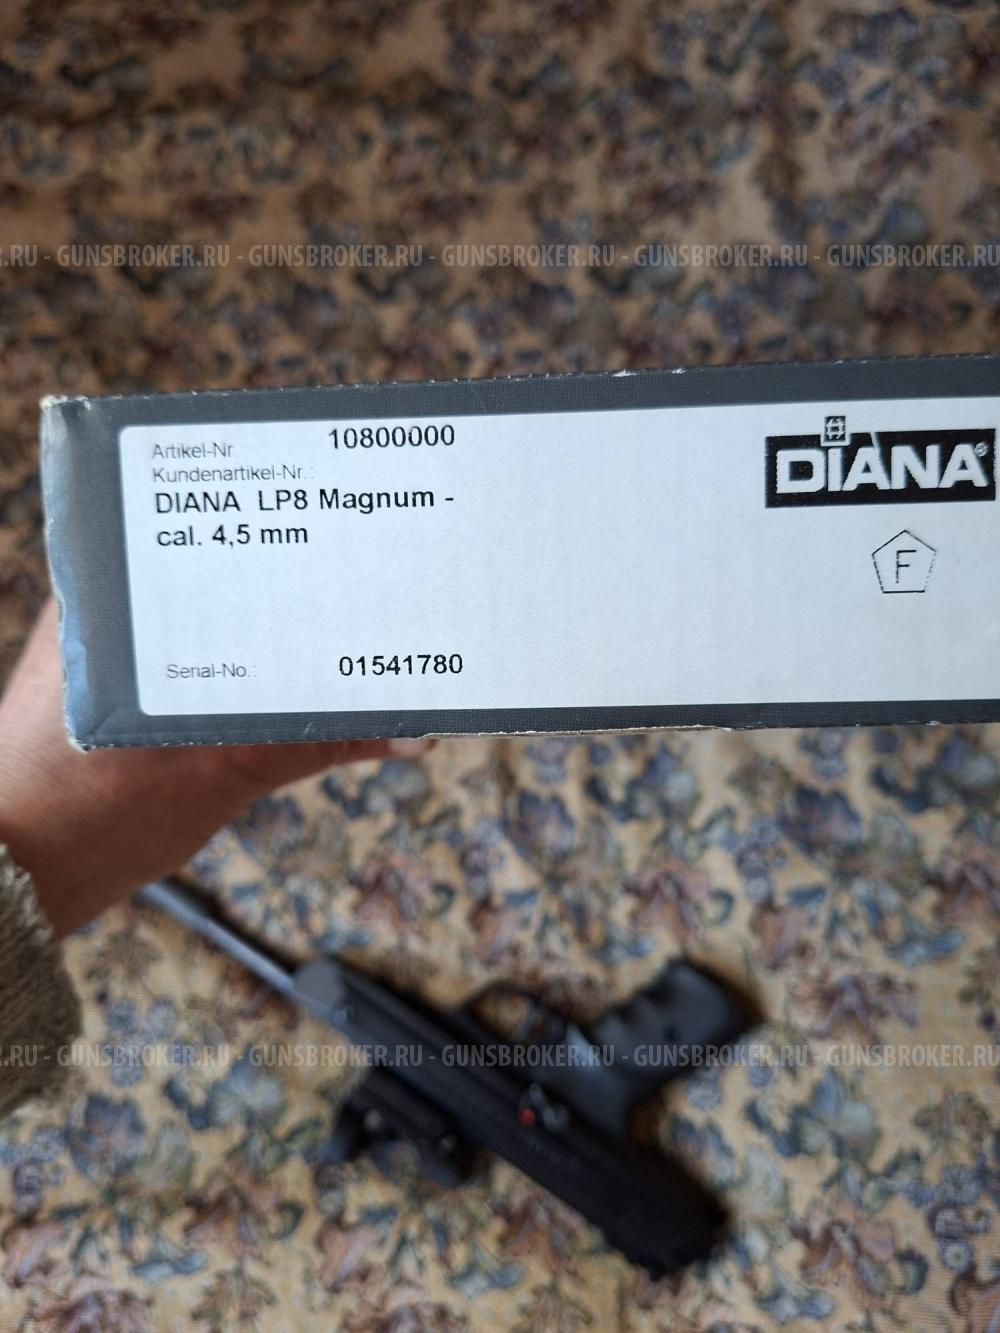 .RU - GUNSBROKER.RU - GUNSBROKER.RU - GUNSBROKER.RU - GUNSBROKER.RU - GUNSBROKER.RU
Artikel-Nr.: 10800000
Kundenartikel-Nr.:
DIANA LP8 Magnum -
cal. 4,5 mm
DIANA®
F
Serial-No.: 01541780
.RU - GUNSBROKER.RU - GUNSBROKER.RU - GUNSBROKER.RU - GUNSBROKER.RU - GUNSBROKER.RU